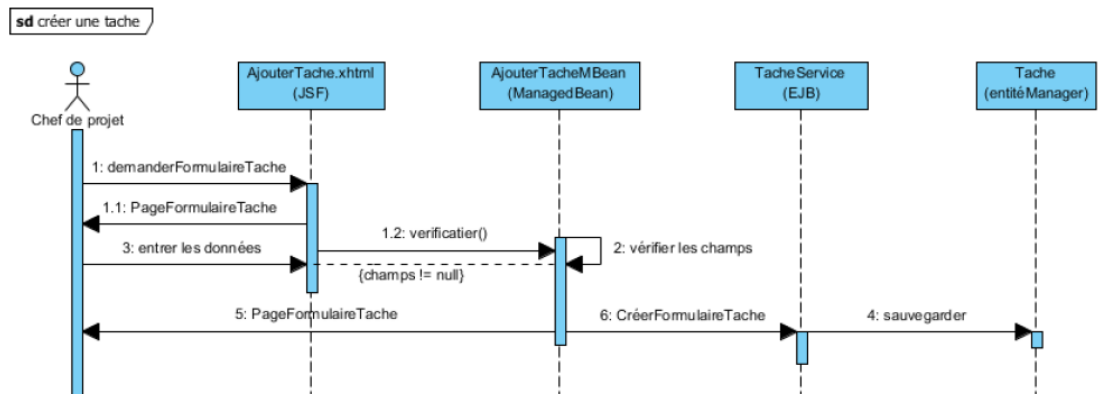 sd créer une tache
Chef de projet
AjouterTache.xhtml
(JSF)
AjouterTacheMBean
(ManagedBean)
TacheService
(EJB)
Tache
(entitéManager)
1: demanderFormulaireTache
1.1: PageFormulaireTache
1.2: verificatier()
3: entrer les données
2: vérifier les champs
{champs != null}
5: PageFormulaireTache
6: CréerFormulaireTache
4: sauvegarder